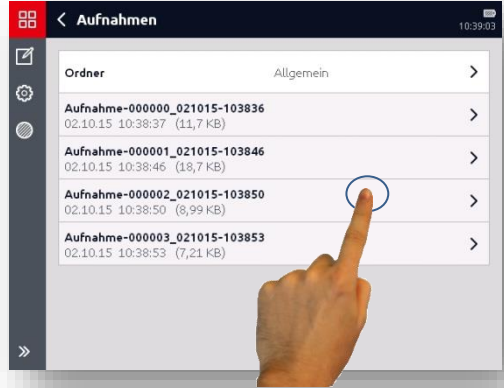 Aufnahmen
10:39:03
Ordner Allgemein
Aufnahme-000000_021015-103836
02.10.15 10:38:37 (11,7 KB)
Aufnahme-000001_021015-103846
02.10.15 10:38:46 (18,7 KB)
Aufnahme-000002_021015-103850
02.10.15 10:38:50 (8,99 KB)
Aufnahme-000003_021015-103853
02.10.15 10:38:53 (7,21 KB)